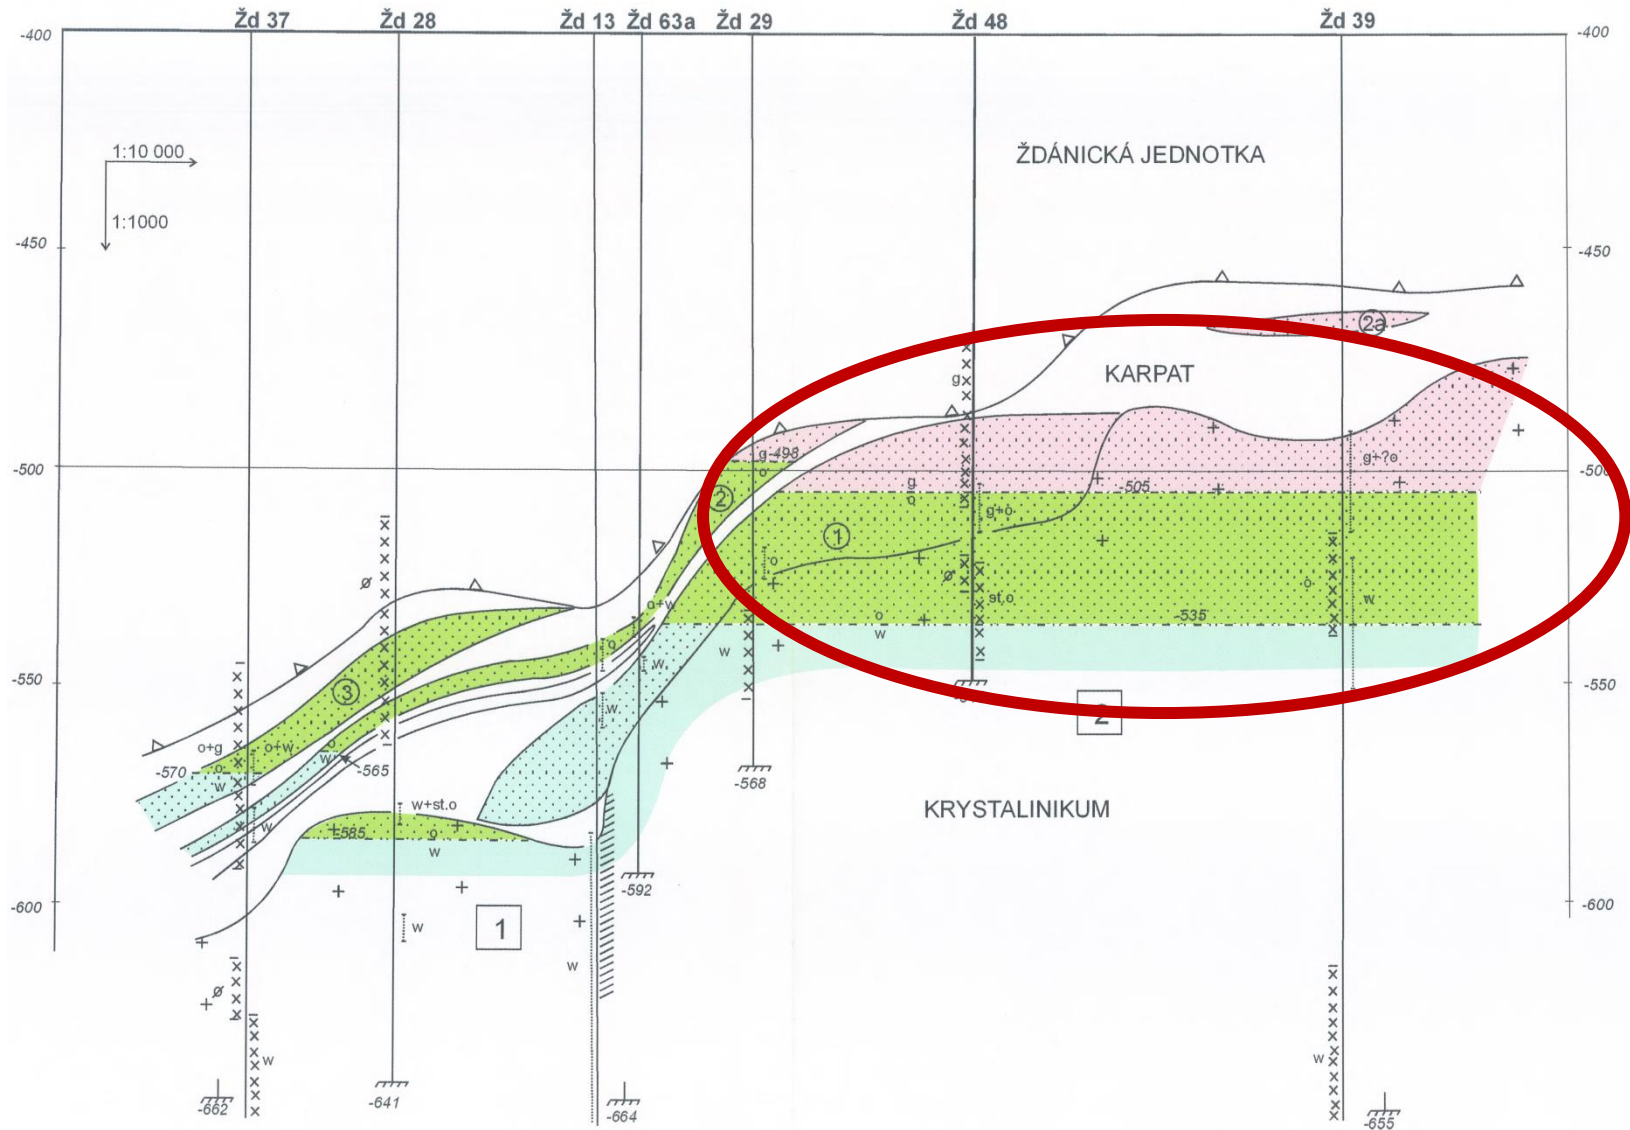 Žd 37 Žd 28 Žd 13 Žd 63a Žd 29 Žd 48 Žd 39
-400 -400
1:10 000
ŽDÁNICKÁ JEDNOTKA
1:1000
-450 -450
2a
KARPAT
g
g -498
o
g+?o
-500
g
o
-505
2
g+o
1
o
ø
ø
st.o
o
w
o+w
o
w
-535
o
w
w
w
-550 -550
3
w
2
o+g
o+w
o
w
-570
o
w
-565
-568
w+st.o
KRYSTALINIKUM
w
-585
o
w
-592
-600 -600
1
w
w
ø
w
w
-662
-641
-664
-655